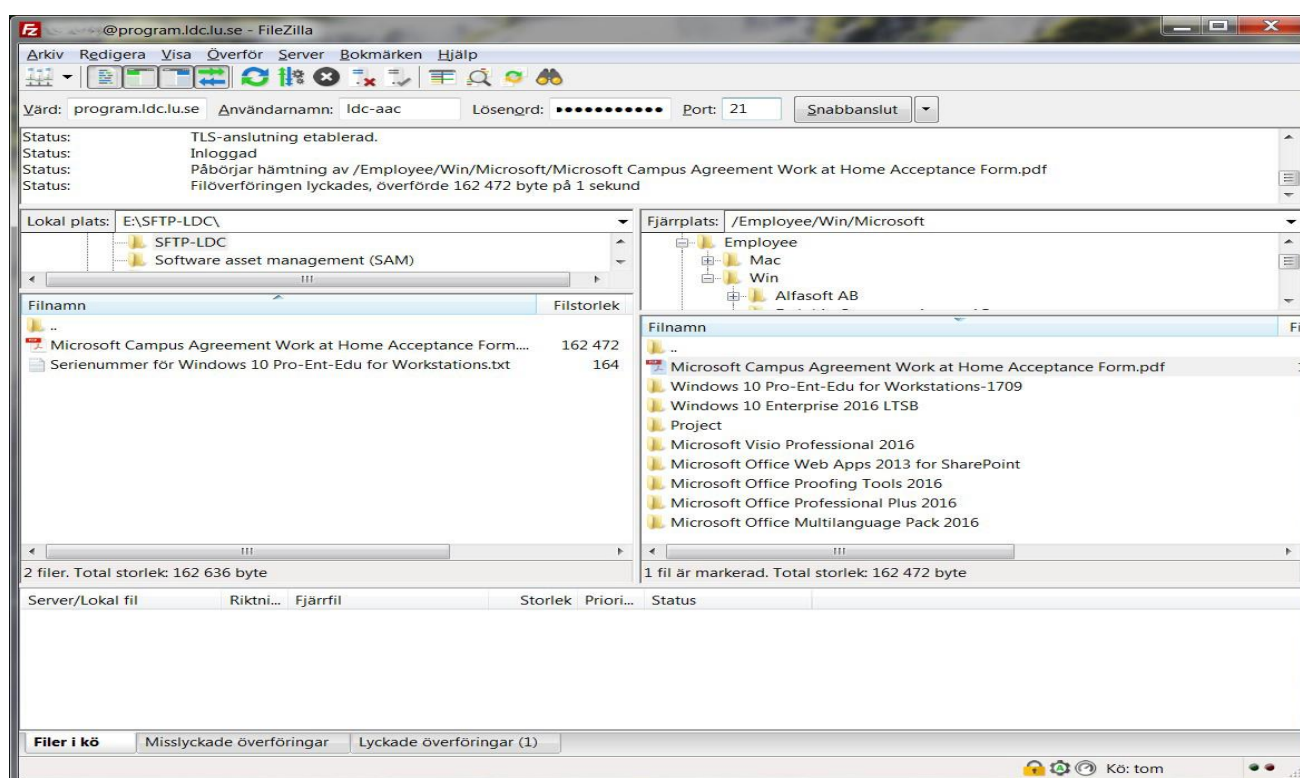 @program.ldc.lu.se - FileZilla
Arkiv Redigera Visa Överför Server Bokmärken Hjälp
Värd: program.ldc.lu.se Användarnamn: ldc-aac Lösenord: ●●●●●●●●●●● Port: 21 Snabbanslut
Status: TLS-anslutning etablerad.
Status: Inloggad
Status: Påbörjar hämtning av /Employee/Win/Microsoft/Microsoft Campus Agreement Work at Home Acceptance Form.pdf
Status: Filöverföringen lyckades, överförde 162 472 byte på 1 sekund
Lokal plats: E:\SFTP-LDC\
SFTP-LDC
Software asset management (SAM)
Filnamn Filstorlek
..
Microsoft Campus Agreement Work at Home Acceptance Form.... 162 472
Serienummer för Windows 10 Pro-Ent-Edu for Workstations.txt 164
2 filer. Total storlek: 162 636 byte
Fjärrplats: /Employee/Win/Microsoft
Employee
Mac
Win
Alfasoft AB
Filnamn Fi
..
Microsoft Campus Agreement Work at Home Acceptance Form.pdf
Windows 10 Pro-Ent-Edu for Workstations-1709
Windows 10 Enterprise 2016 LTSB
Project
Microsoft Visio Professional 2016
Microsoft Office Web Apps 2013 for SharePoint
Microsoft Office Proofing Tools 2016
Microsoft Office Professional Plus 2016
Microsoft Office Multilanguage Pack 2016
1 fil är markerad. Total storlek: 162 472 byte
Server/Lokal fil Riktni... Fjärrfil Storlek Priori... Status
Filer i kö Misslyckade överföringar Lyckade överföringar (1)
Kö: tom